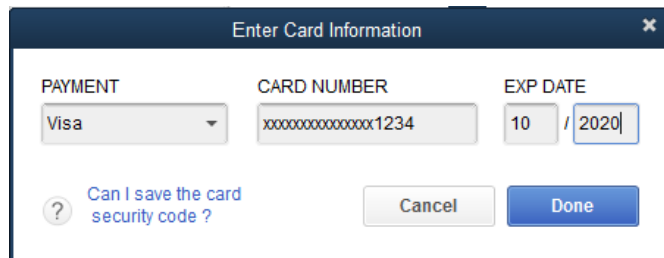 Enter Card Information ×
PAYMENT CARD NUMBER EXP DATE
Visa xxxxxxxxxxxxxxx1234 10 / 2020
Can I save the card
? security code ? Cancel Done